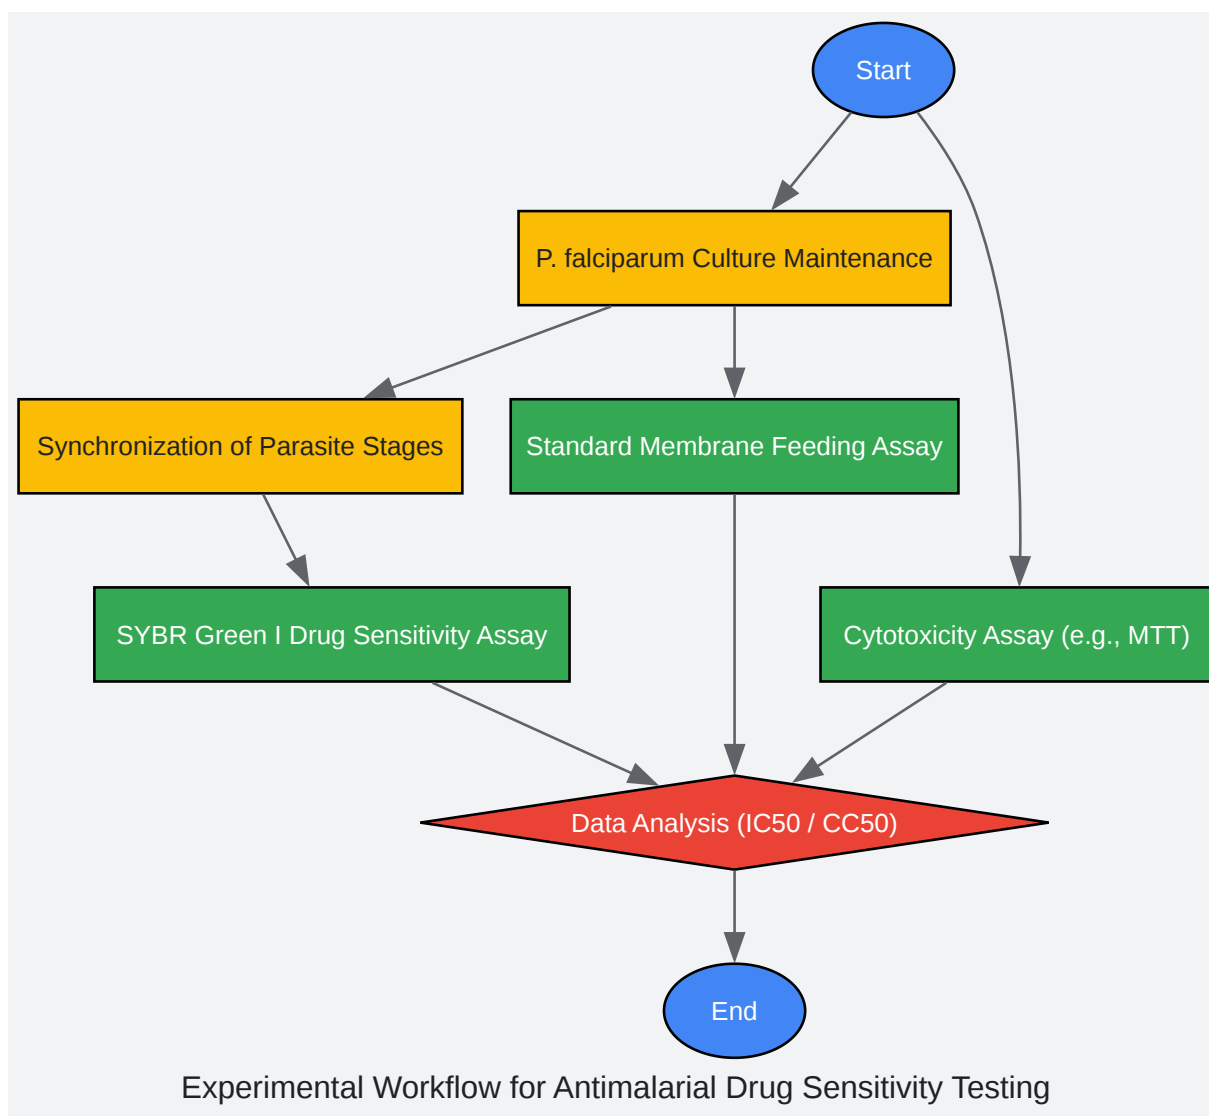 Start
P. falciparum Culture Maintenance
Synchronization of Parasite Stages
Standard Membrane Feeding Assay
SYBR Green I Drug Sensitivity Assay
Cytotoxicity Assay (e.g., MTT)
Data Analysis (IC50 / CC50)
End
Experimental Workflow for Antimalarial Drug Sensitivity Testing